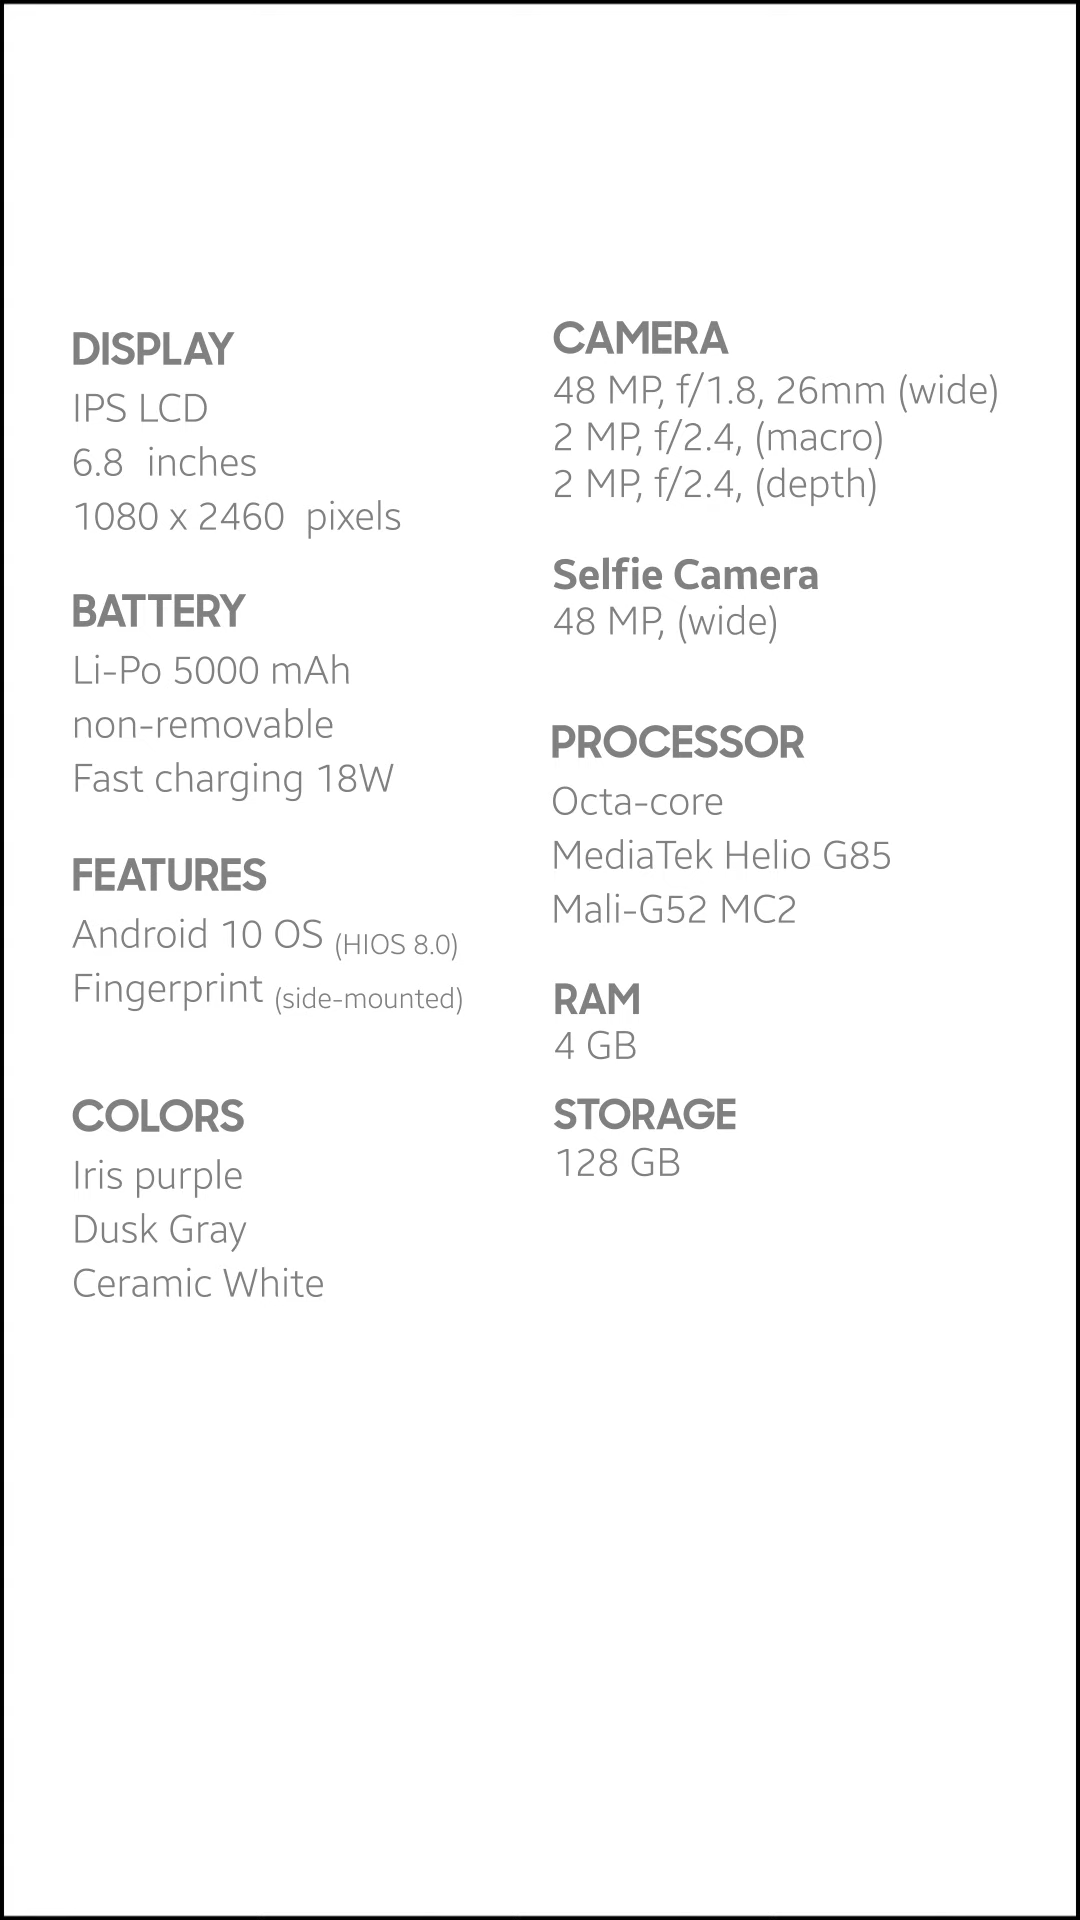 DISPLAY
IPS LCD
6.8 inches
1080 x 2460 pixels
BATTERY
Li-Po 5000 mAh
non-removable
Fast charging 18W
FEATURES
Android 10 OS (HIOS 8.0)
Fingerprint (side-mounted)
COLORS
Iris purple
Dusk Gray
Ceramic White
CAMERA
48 MP, f/1.8, 26mm (wide)
2 MP, f/2.4, (macro)
2 MP, f/2.4, (depth)
Selfie Camera
48 MP, (wide)
PROCESSOR
Octa-core
MediaTek Helio G85
Mali-G52 MC2
RAM
4 GB
STORAGE
128 GB